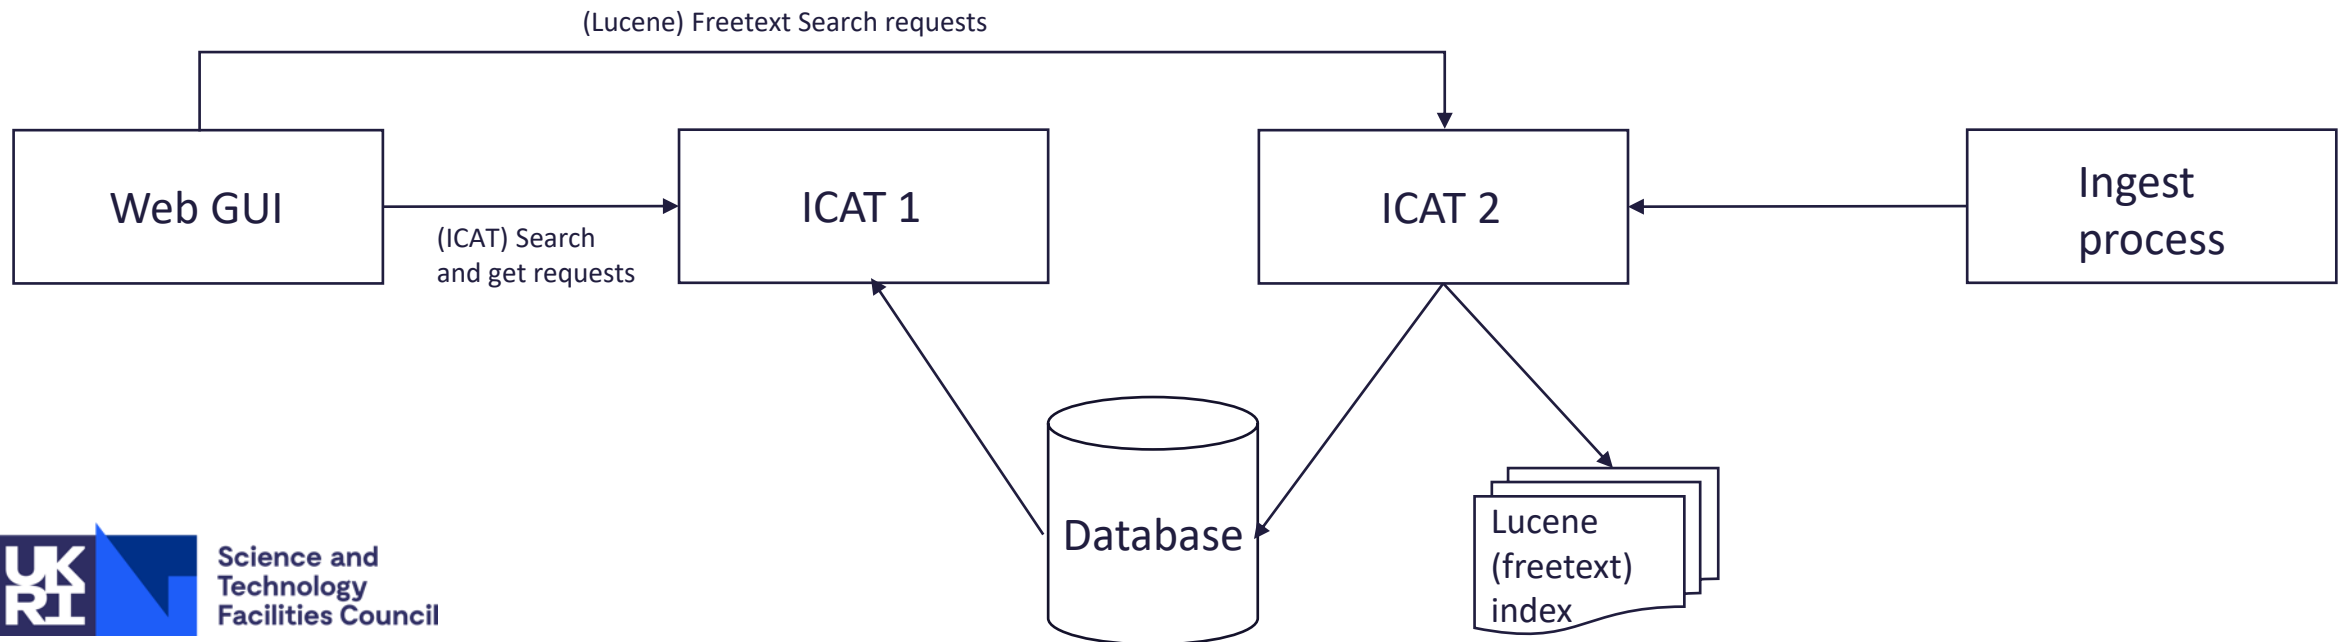 (Lucene) Freetext Search requests
Web GUI
(ICAT) Search
and get requests
ICAT 1
ICAT 2
Ingest
process
Database
Lucene
(freetext)
index
UK
RI
Science and
Technology
Facilities Council